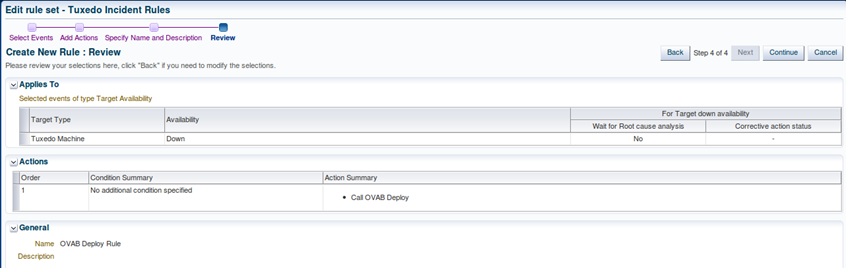 Edit rule set - Tuxedo Incident Rules
Select Events Add Actions Specify Name and Description Review
Create New Rule : Review
Back Step 4 of 4 Next Continue Cancel
Please review your selections here, click "Back" if you need to modify the selections.
Applies To
Selected events of type Target Availability
Target Type Availability For Target down availability
Wait for Root cause analysis Corrective action status
Tuxedo Machine Down No -
Actions
Order Condition Summary Action Summary
1 No additional condition specified
• Call OVAB Deploy
General
Name OVAB Deploy Rule
Description